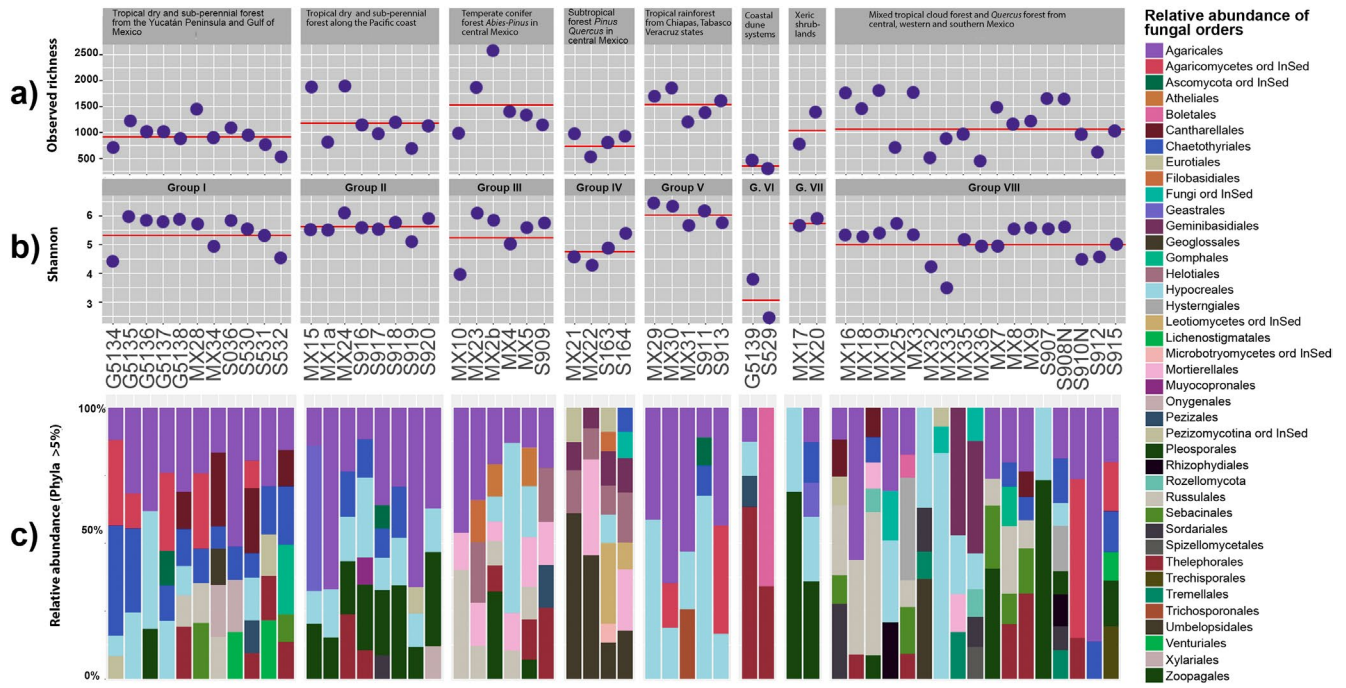 Tropical dry and sub-perennial forest
from the Yucatán Peninsula and Gulf of
Mexico
Tropical dry and sub-perennial
forest along the Pacific coast
Temperate conifer
forest Abies-Pinus in
central Mexico
Subtropical
forest Pinus
Quercus in
central Mexico
Tropical rainforest
from Chiapas, Tabasco
Veracruz states
Coastal
dune
systems
Xeric
shrub-
lands
Mixed tropical cloud forest and Quercus forest from
central, western and southern Mexico
a)
Observed richness
2500
2000
1500
1000
500
Group I
Group II
Group III
Group IV
Group V
G. VI
G. VII
Group VIII
b)
Shannon
6
5
4
3
G5134
G5135
G5136
G5137
G5138
MX28
MX34
S036
S530
S531
S532
MX15
MX1a
MX24
S916
S917
S918
S919
S920
MX10
MX23
MX2b
MX4
MX5
S909
MX21
MX22
S163
S164
MX29
MX30
MX31
S911
S913
G5139
S529
MX17
MX20
MX16
MX18
MX19
MX25
MX3
MX32
MX33
MX35
MX36
MX7
MX8
MX9
S907
S908N
S910N
S912
S915
c)
Relative abundance (Phyla >5%)
100%
50%
0%
Relative abundance of
fungal orders
Agaricales
Agaricomycetes ord InSed
Ascomycota ord InSed
Atheliales
Boletales
Cantharellales
Chaetothyriales
Eurotiales
Filobasidiales
Fungi ord InSed
Geastrales
Geminibasidiales
Geoglossales
Gomphales
Helotiales
Hypocreales
Hysterngiales
Leotiomycetes ord InSed
Lichenostigmatales
Microbotryomycetes ord InSed
Mortierellales
Muyocopronales
Onygenales
Pezizales
Pezizomycotina ord InSed
Pleosporales
Rhizophydiales
Rozellomycota
Russulales
Sebacinales
Sordariales
Spizellomycetales
Thelephorales
Trechisporales
Tremellales
Trichosporonales
Umbelopsidales
Venturiales
Xylariales
Zoopagales